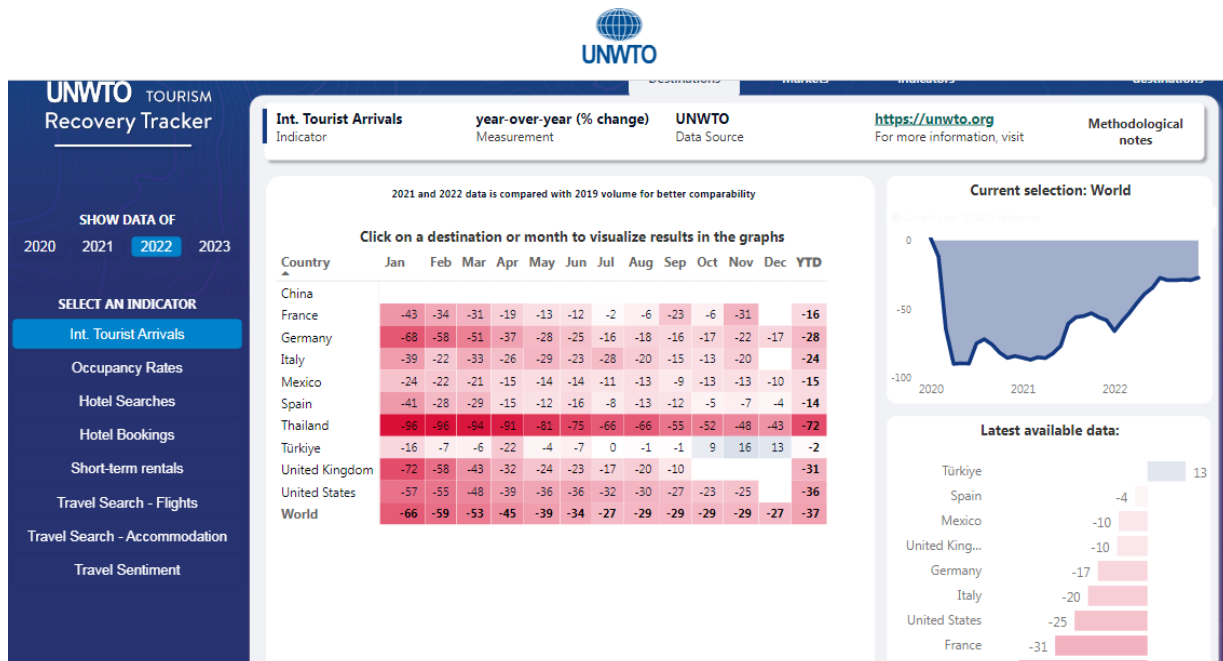 UNWTO
UNWTO TOURISM
Recovery Tracker
SHOW DATA OF
2020 2021 2022 2023
SELECT AN INDICATOR
Int. Tourist Arrivals
Occupancy Rates
Hotel Searches
Hotel Bookings
Short-term rentals
Travel Search - Flights
Travel Search - Accommodation
Travel Sentiment
Int. Tourist Arrivals year-over-year (% change) UNWTO https://unwto.org Methodological
Indicator Measurement Data Source For more information, visit notes
2021 and 2022 data is compared with 2019 volume for better comparability
Click on a destination or month to visualize results in the graphs
Country Jan Feb Mar Apr May Jun Jul Aug Sep Oct Nov Dec YTD
China
France -43 -34 -31 -19 -13 -12 -2 -6 -23 -6 -31 -16
Germany -68 -58 -51 -37 -28 -25 -16 -18 -16 -17 -22 -17 -28
Italy -39 -22 -33 -26 -29 -23 -28 -20 -15 -13 -20 -24
Mexico -24 -22 -21 -15 -14 -14 -11 -13 -9 -13 -13 -10 -15
Spain -41 -28 -29 -15 -12 -16 -8 -13 -12 -5 -7 -4 -14
Thailand -96 -96 -94 -91 -81 -75 -66 -66 -55 -52 -48 -43 -72
Türkiye -16 -7 -6 -22 -4 -7 0 -1 -1 9 16 13 -2
United Kingdom -72 -58 -43 -32 -24 -23 -17 -20 -10 -31
United States -57 -55 -48 -39 -36 -36 -32 -30 -27 -23 -25 -36
World -66 -59 -53 -45 -39 -34 -27 -29 -29 -29 -29 -27 -37
Current selection: World
0
-50
-100
2020 2021 2022
Latest available data:
Türkiye 13
Spain -4
Mexico -10
United King... -10
Germany -17
Italy -20
United States -25
France -31